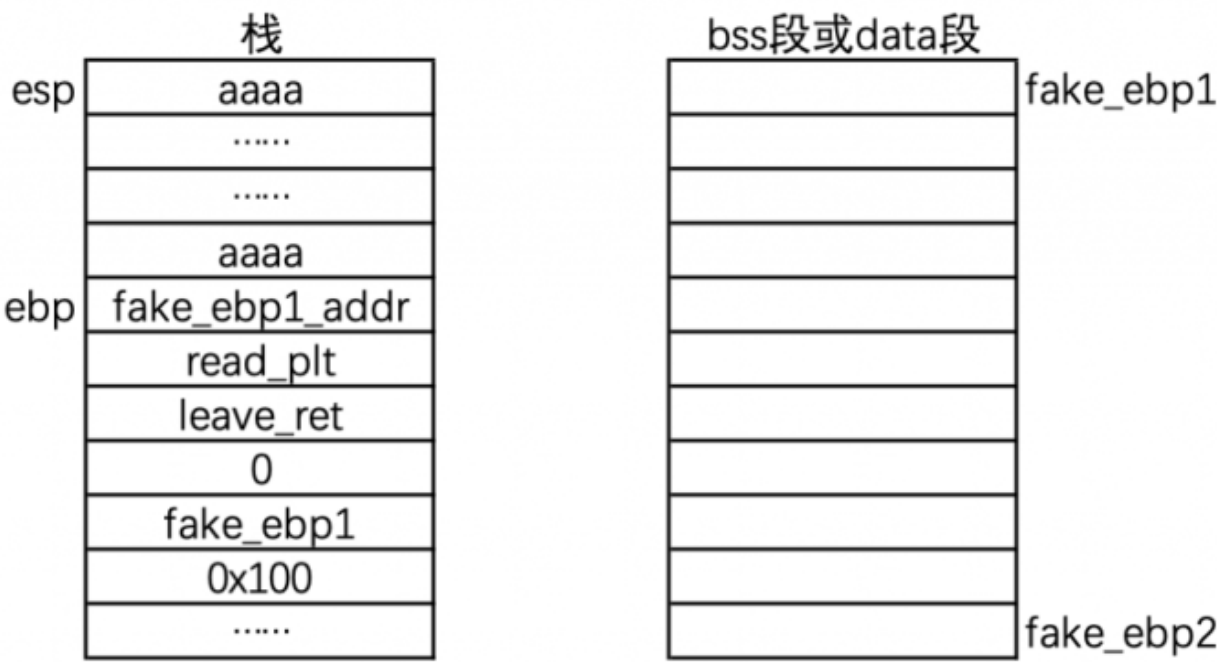 栈
esp
aaaa
……
……
aaaa
ebp
fake_ebp1_addr
read_plt
leave_ret
0
fake_ebp1
0x100
……
bss段或data段
fake_ebp1
fake_ebp2